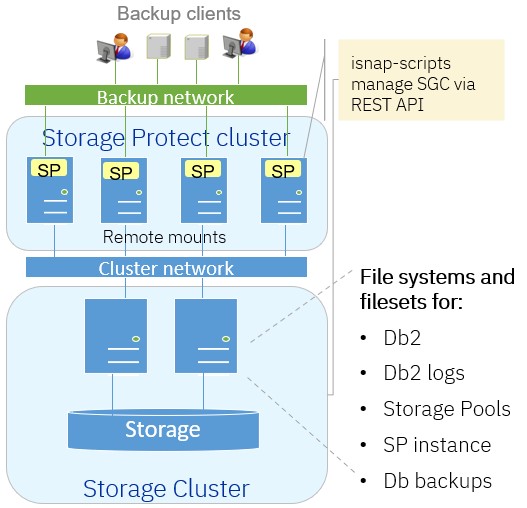 Backup clients
isnap-scripts
manage SGC via
REST API
Backup network
Storage Protect cluster
SP
SP
SP
SP
Remote mounts
Cluster network
File systems and
filesets for:
• Db2
• Db2 logs
• Storage Pools
• SP instance
• Db backups
Storage
Storage Cluster